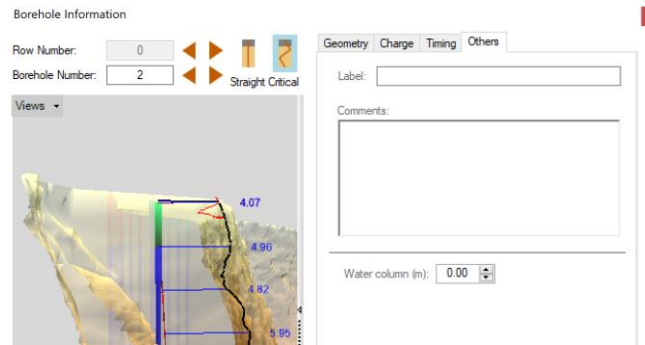 Borehole Information
Row Number: 0
Borehole Number: 2
Straight Critical
Views
4.07
4.96
4.82
5.95
Geometry Charge Timing Others
Label:
Comments:
Water column (m): 0.00